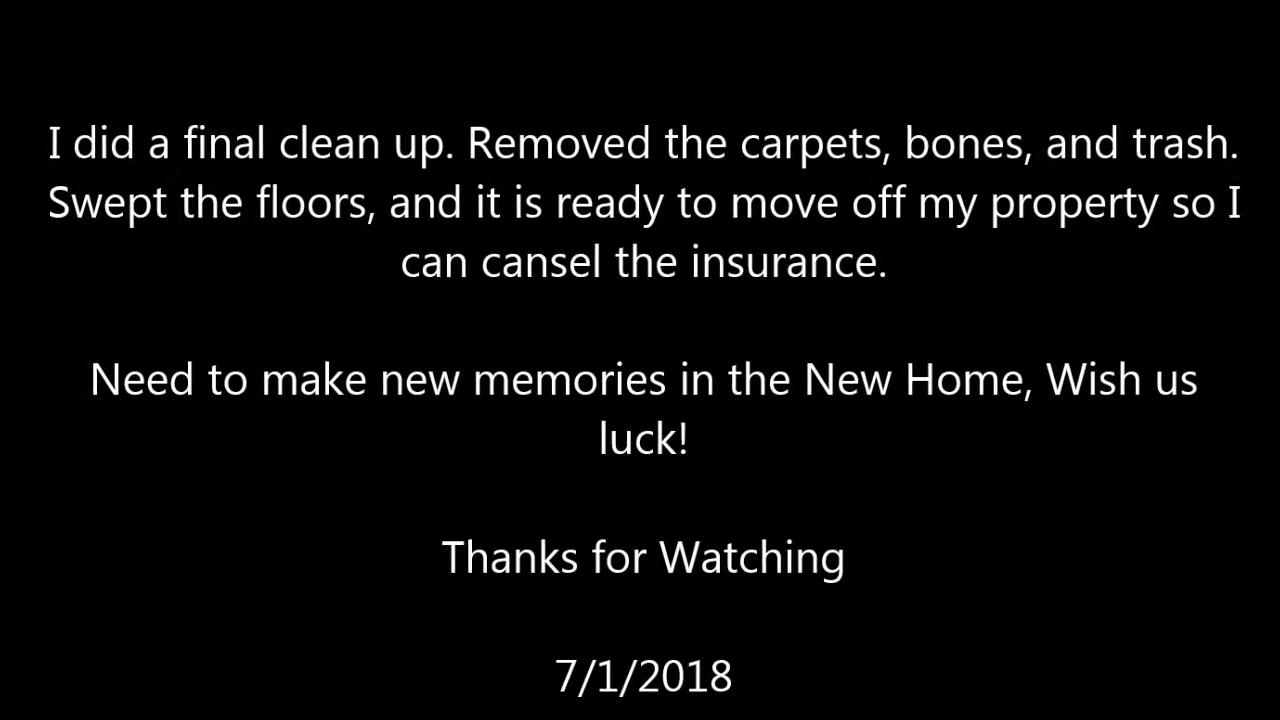 I did a final clean up. Removed the carpets, bones, and trash.
Swept the floors, and it is ready to move off my property so I
can cansel the insurance.
Need to make new memories in the New Home, Wish us
luck!
Thanks for Watching
7/1/2018